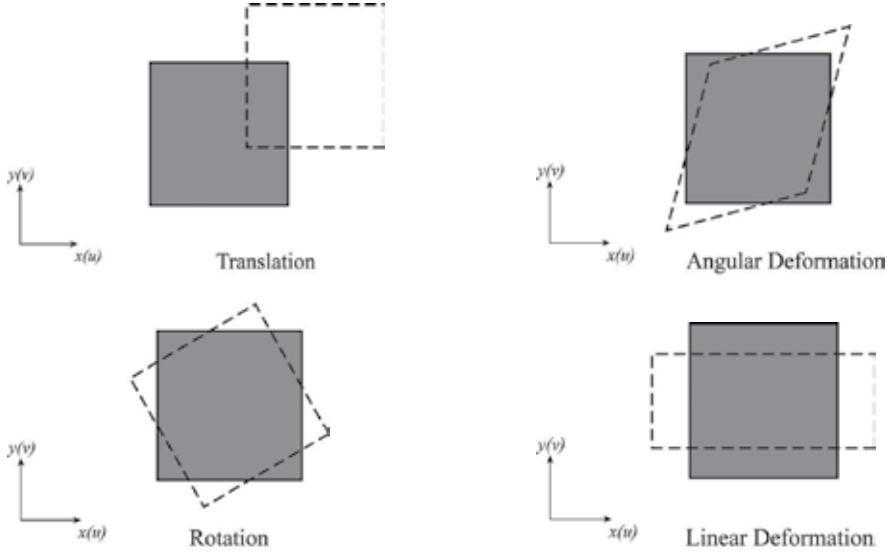 y(v)
x(u)
Translation
y(v)
x(u)
Angular Deformation
y(v)
x(u)
Rotation
y(v)
x(u)
Linear Deformation